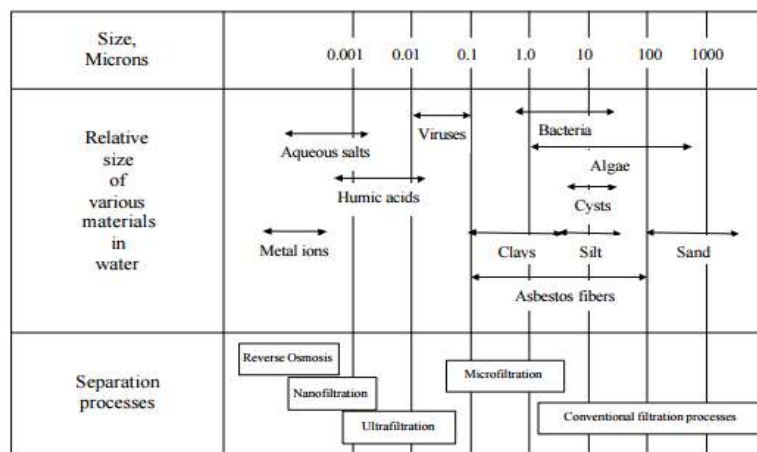 Size,
Microns
0.001 0.01 0.1 1.0 10 100 1000
Relative
size
of
various
materials
in
water
Viruses
Bacteria
Aqueous salts
Algae
Humic acids
Cysts
Metal ions
Clays
Silt
Sand
Asbestos fibers
Separation
processes
Reverse Osmosis
Nanofiltration
Ultrafiltration
Microfiltration
Conventional filtration processes